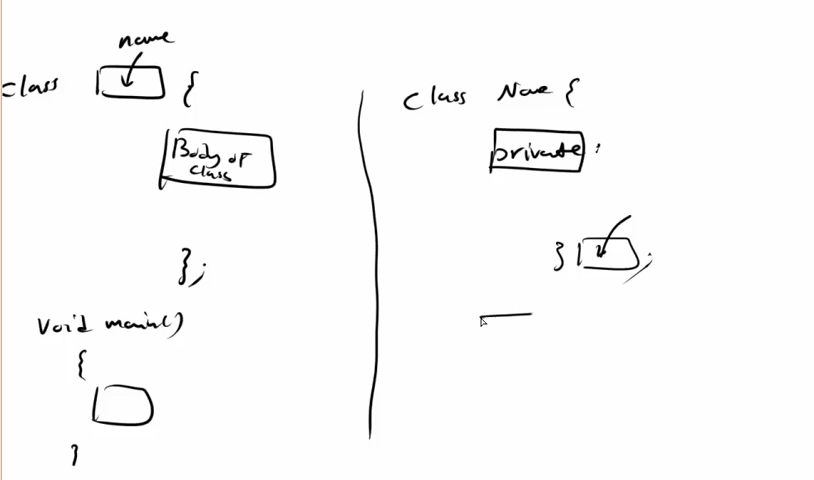 name
class {
Body of
class
};
Void main()
{
}
class Name {
private :
} ;